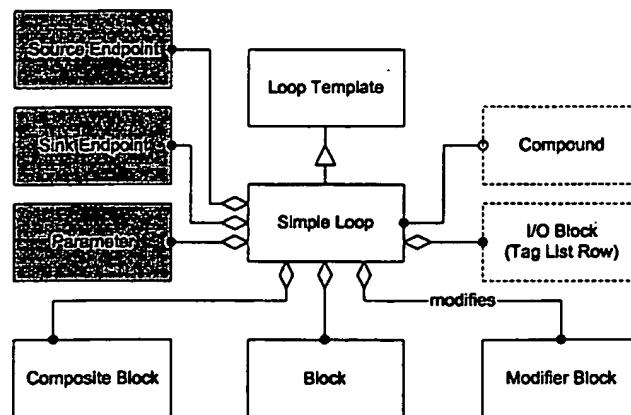 Source Endpoint
Loop Template
Sink Endpoint
Compound
Simple Loop
Parameter
I/O Block
(Tag List Row)
modifies
Composite Block
Block
Modifier Block